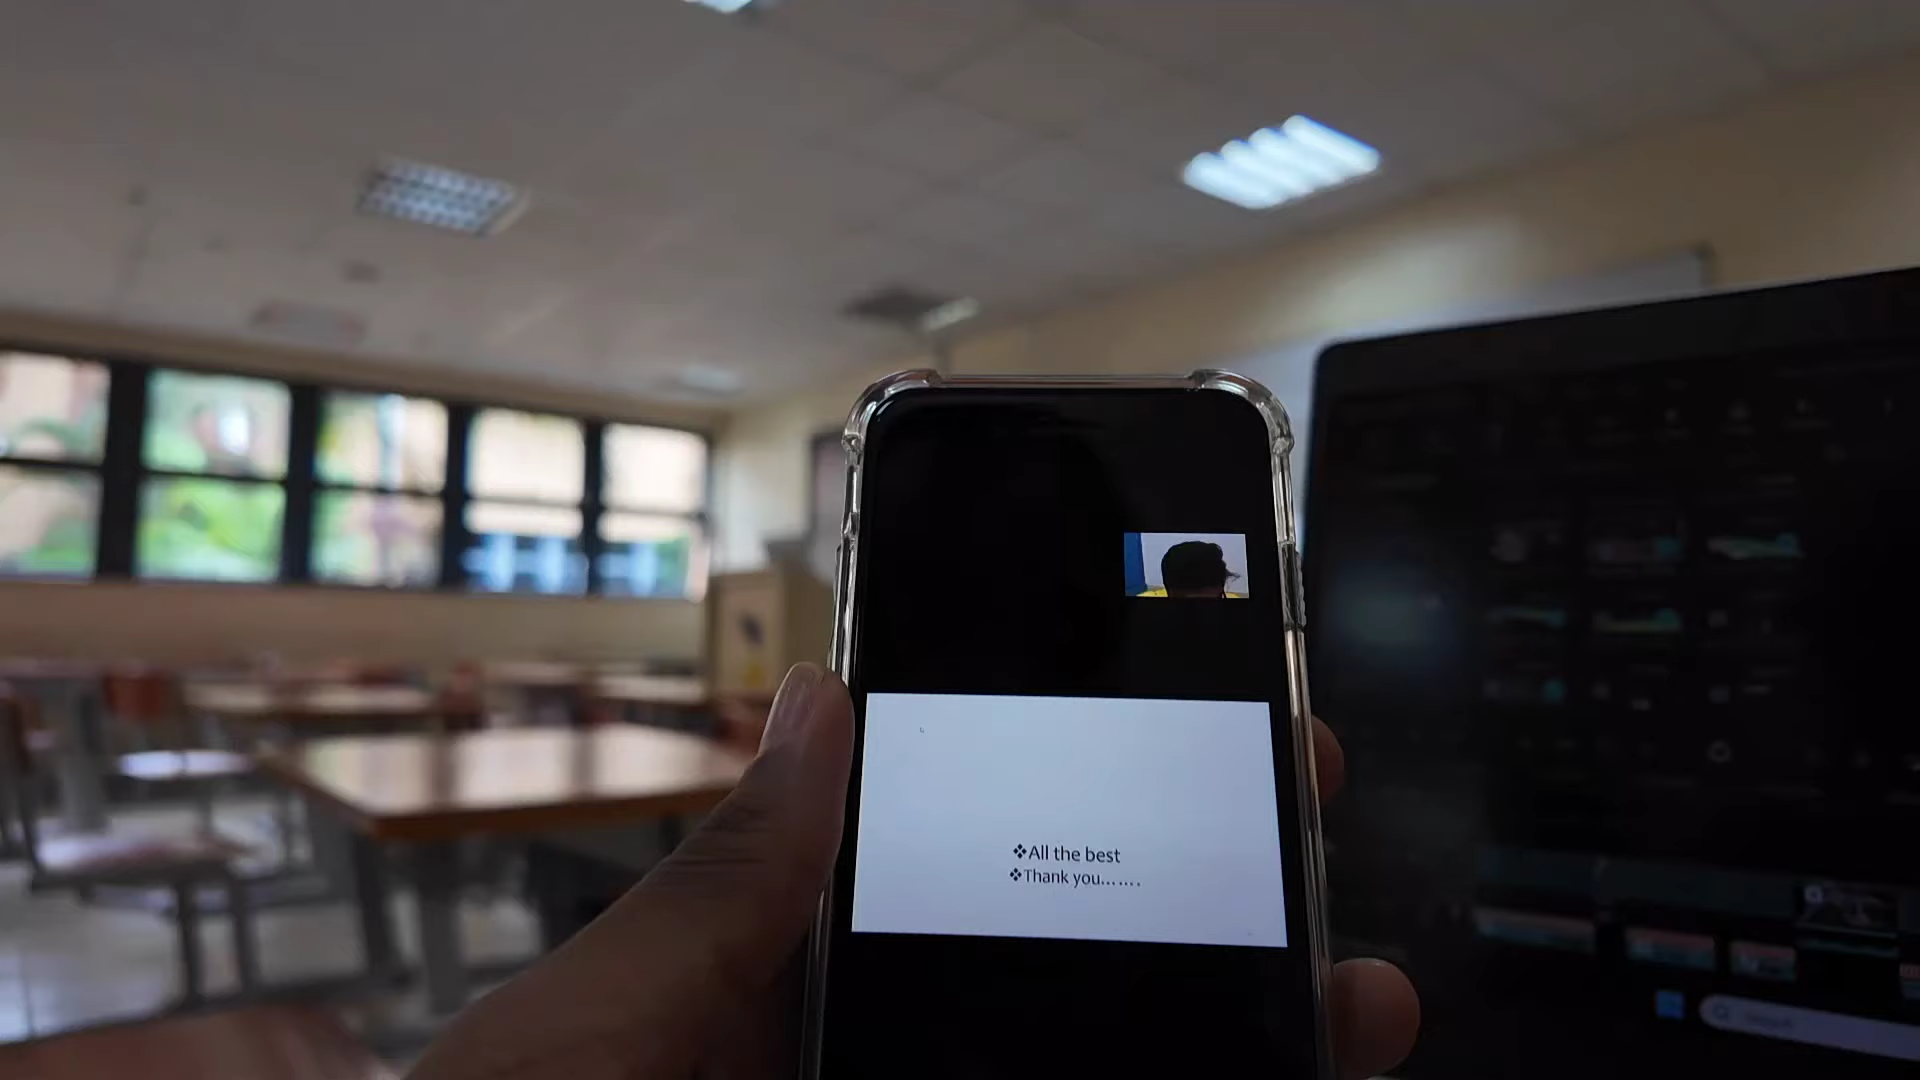 ❖All the best
❖Thank you.......